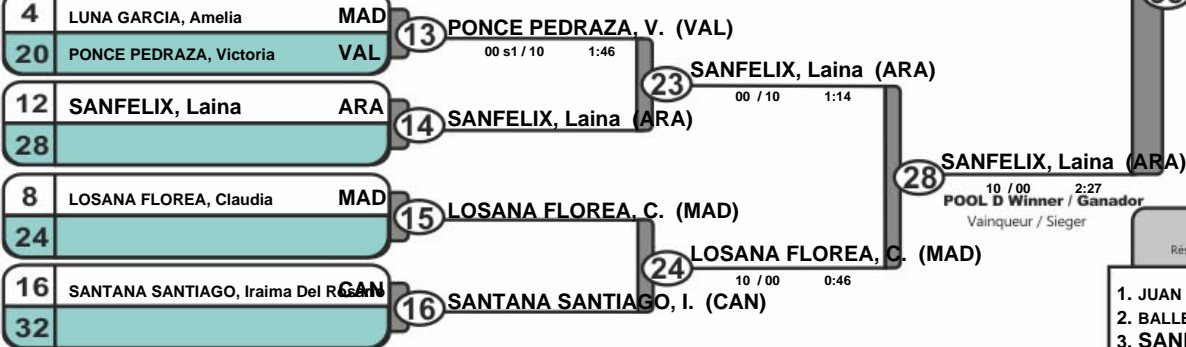 4 LUNA GARCIA, Amelia MAD
20 PONCE PEDRAZA, Victoria VAL
13 PONCE PEDRAZA, V. (VAL)
00 s1 / 10 1:46
12 SANFELIX, Laina ARA
28
14 SANFELIX, Laina (ARA)
23 SANFELIX, Laina (ARA)
00 / 10 1:14
8 LOSANA FLOREA, Claudia MAD
24
15 LOSANA FLOREA, C. (MAD)
16 SANTANA SANTIAGO, Iraima Del Rosario CAN
32
16 SANTANA SANTIAGO, I. (CAN)
24 LOSANA FLOREA, C. (MAD)
10 / 00 0:46
28 SANFELIX, Laina (ARA)
10 / 00 2:27
POOL D Winner / Ganador
Vainqueur / Sieger
1. JUAN